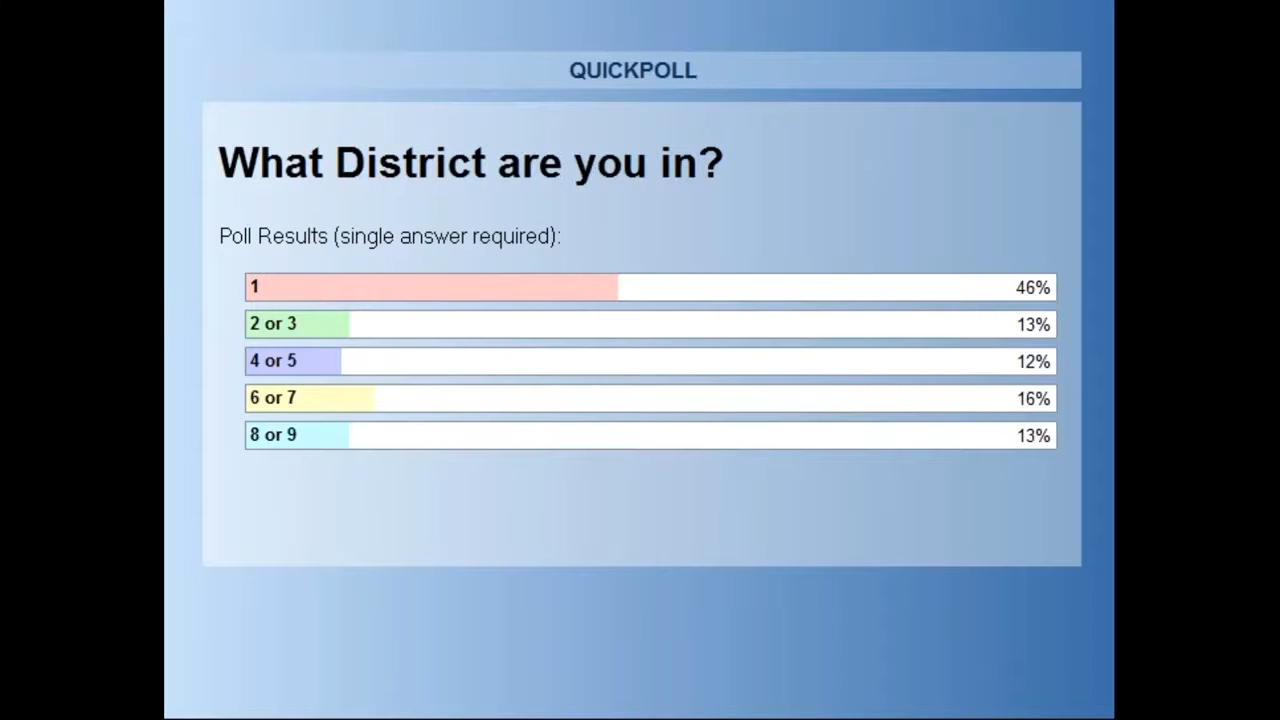 QUICKPOLL
What District are you in?
Poll Results (single answer required):
1 46%
2 or 3 13%
4 or 5 12%
6 or 7 16%
8 or 9 13%